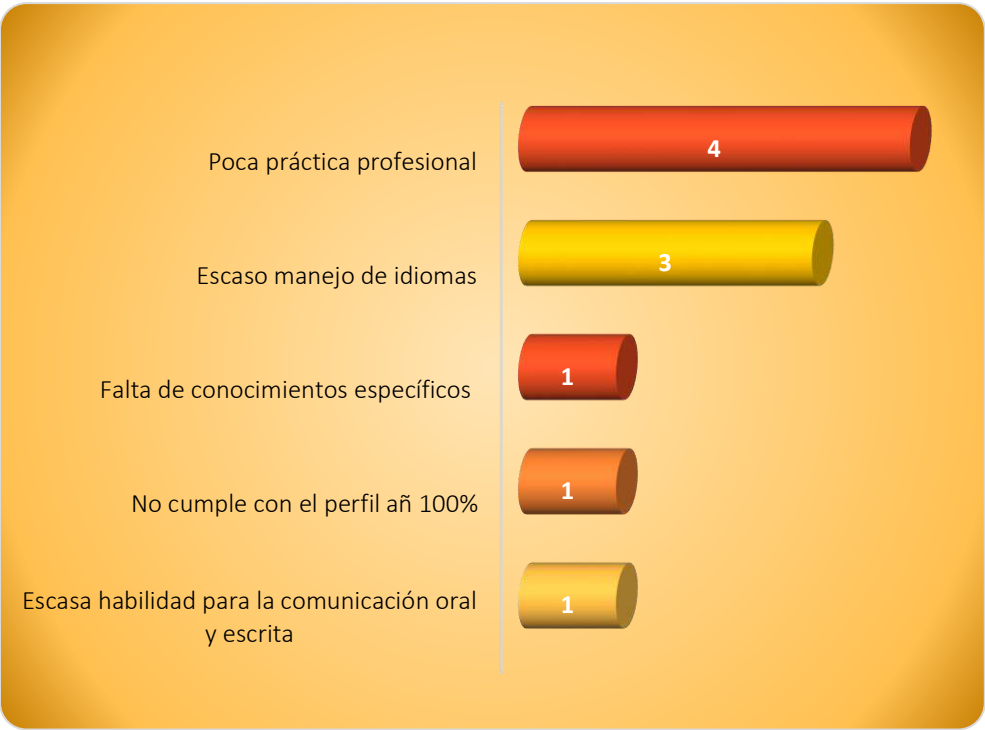 Poca práctica profesional
4
Escaso manejo de idiomas
3
Falta de conocimientos específicos
1
No cumple con el perfil añ 100%
1
Escasa habilidad para la comunicación oral
y escrita
1